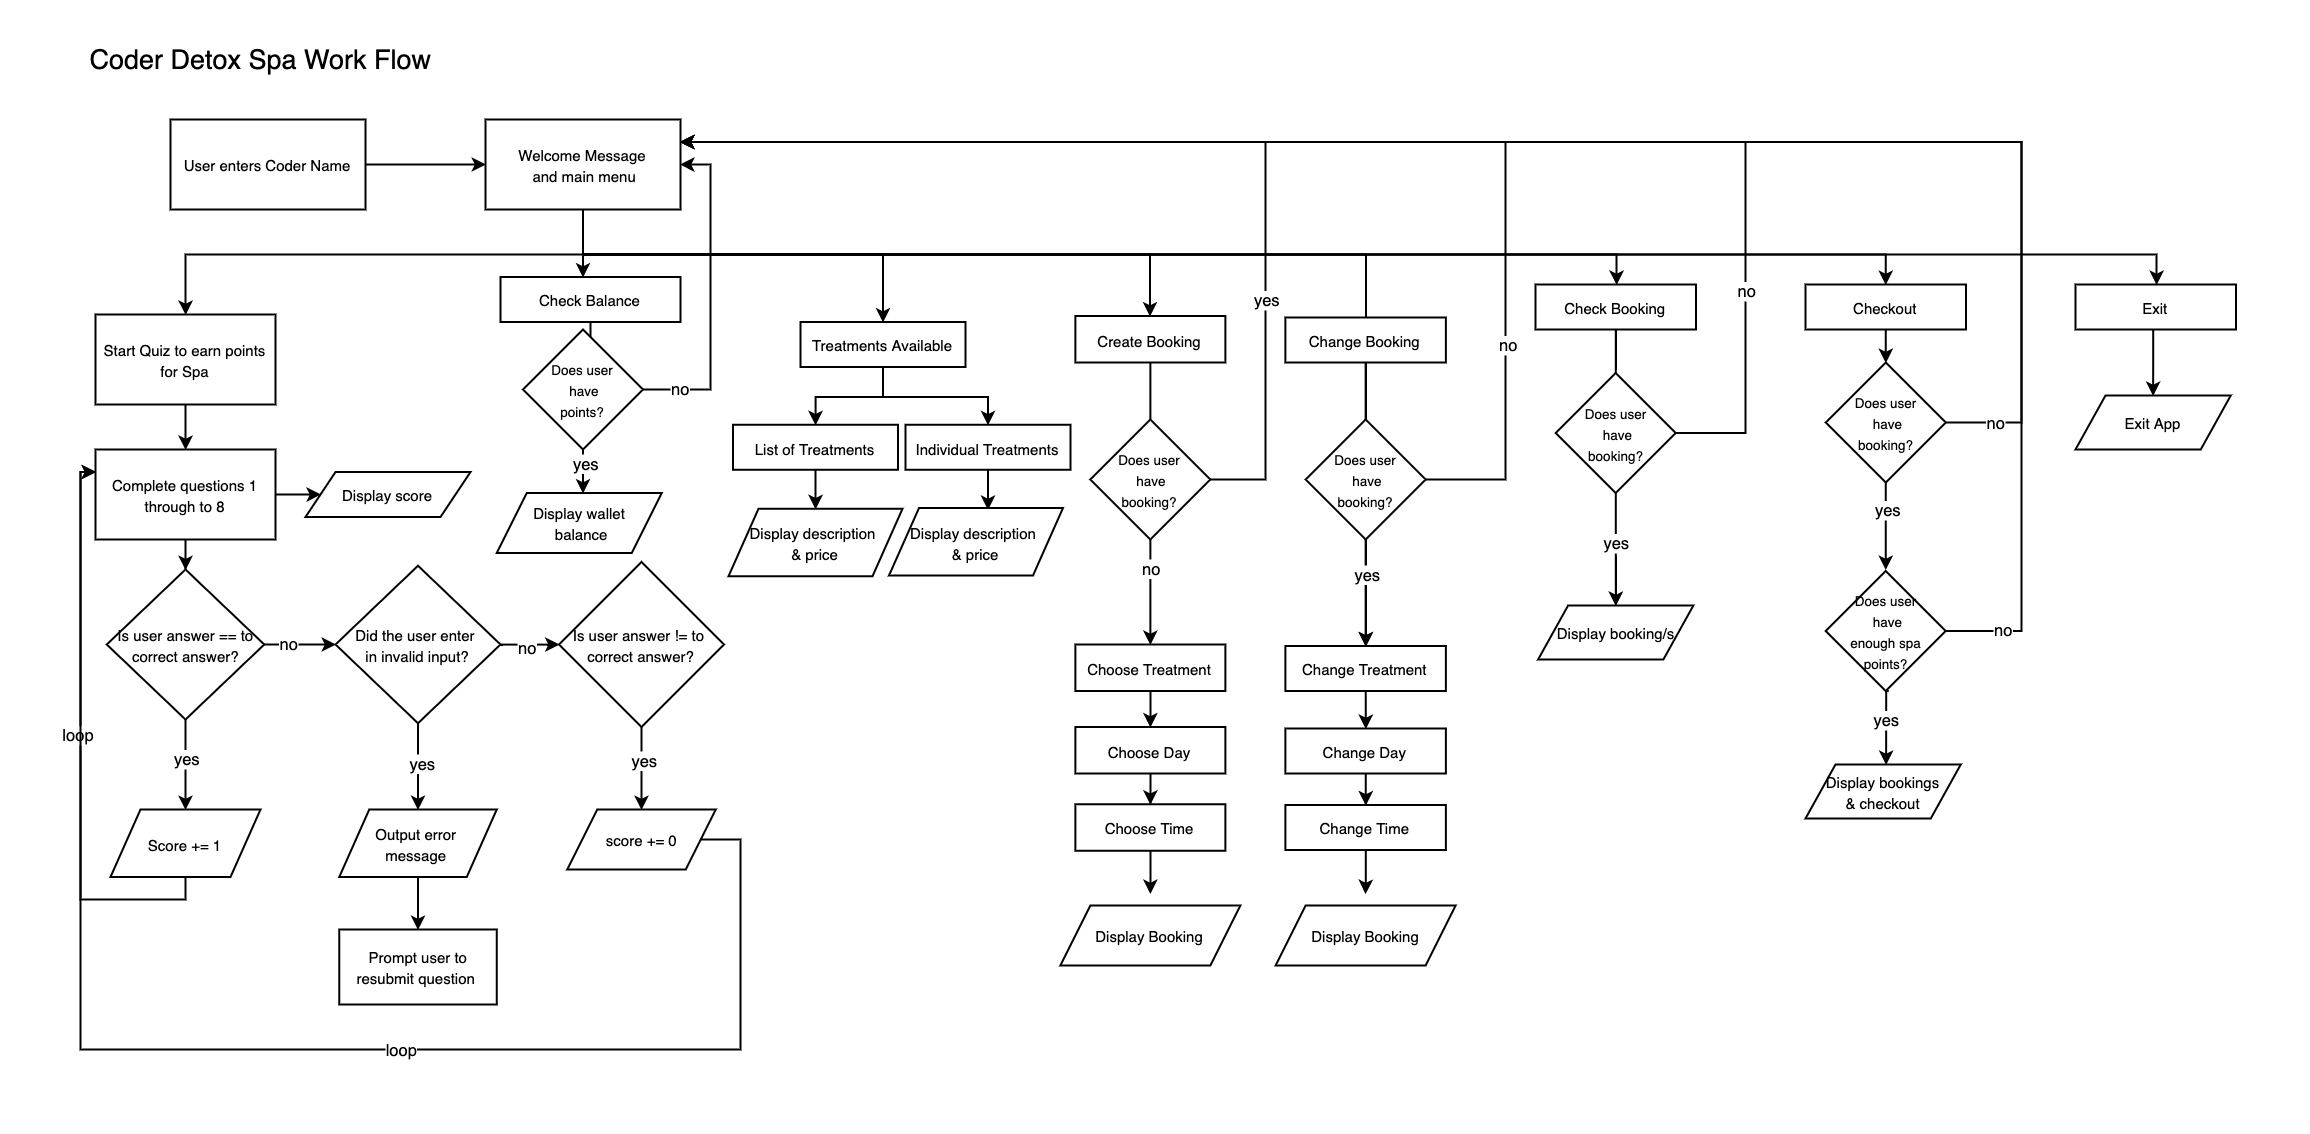 Coder Detox Spa Work Flow
User enters Coder Name
Welcome Message
and main menu
Start Quiz to earn points
for Spa
Complete questions 1
through to 8
Display score
Is user answer == to
correct answer?
no
Did the user enter
in invalid input?
no
Is user answer != to
correct answer?
loop
yes
yes
yes
Score += 1
Output error
message
score += 0
Prompt user to
resubmit question
loop
Check Balance
Does user
have
points?
no
yes
Display wallet
balance
Treatments Available
List of Treatments
Individual Treatments
Display description
& price
Display description
& price
Create Booking
Does user
have
booking?
yes
no
Choose Treatment
Choose Day
Choose Time
Display Booking
Change Booking
Does user
have
booking?
no
yes
Change Treatment
Change Day
Change Time
Display Booking
Check Booking
Does user
have
booking?
no
yes
Display booking/s
Checkout
Does user
have
booking?
no
yes
Does user
have
enough spa
points?
no
yes
Display bookings
& checkout
Exit
Exit App